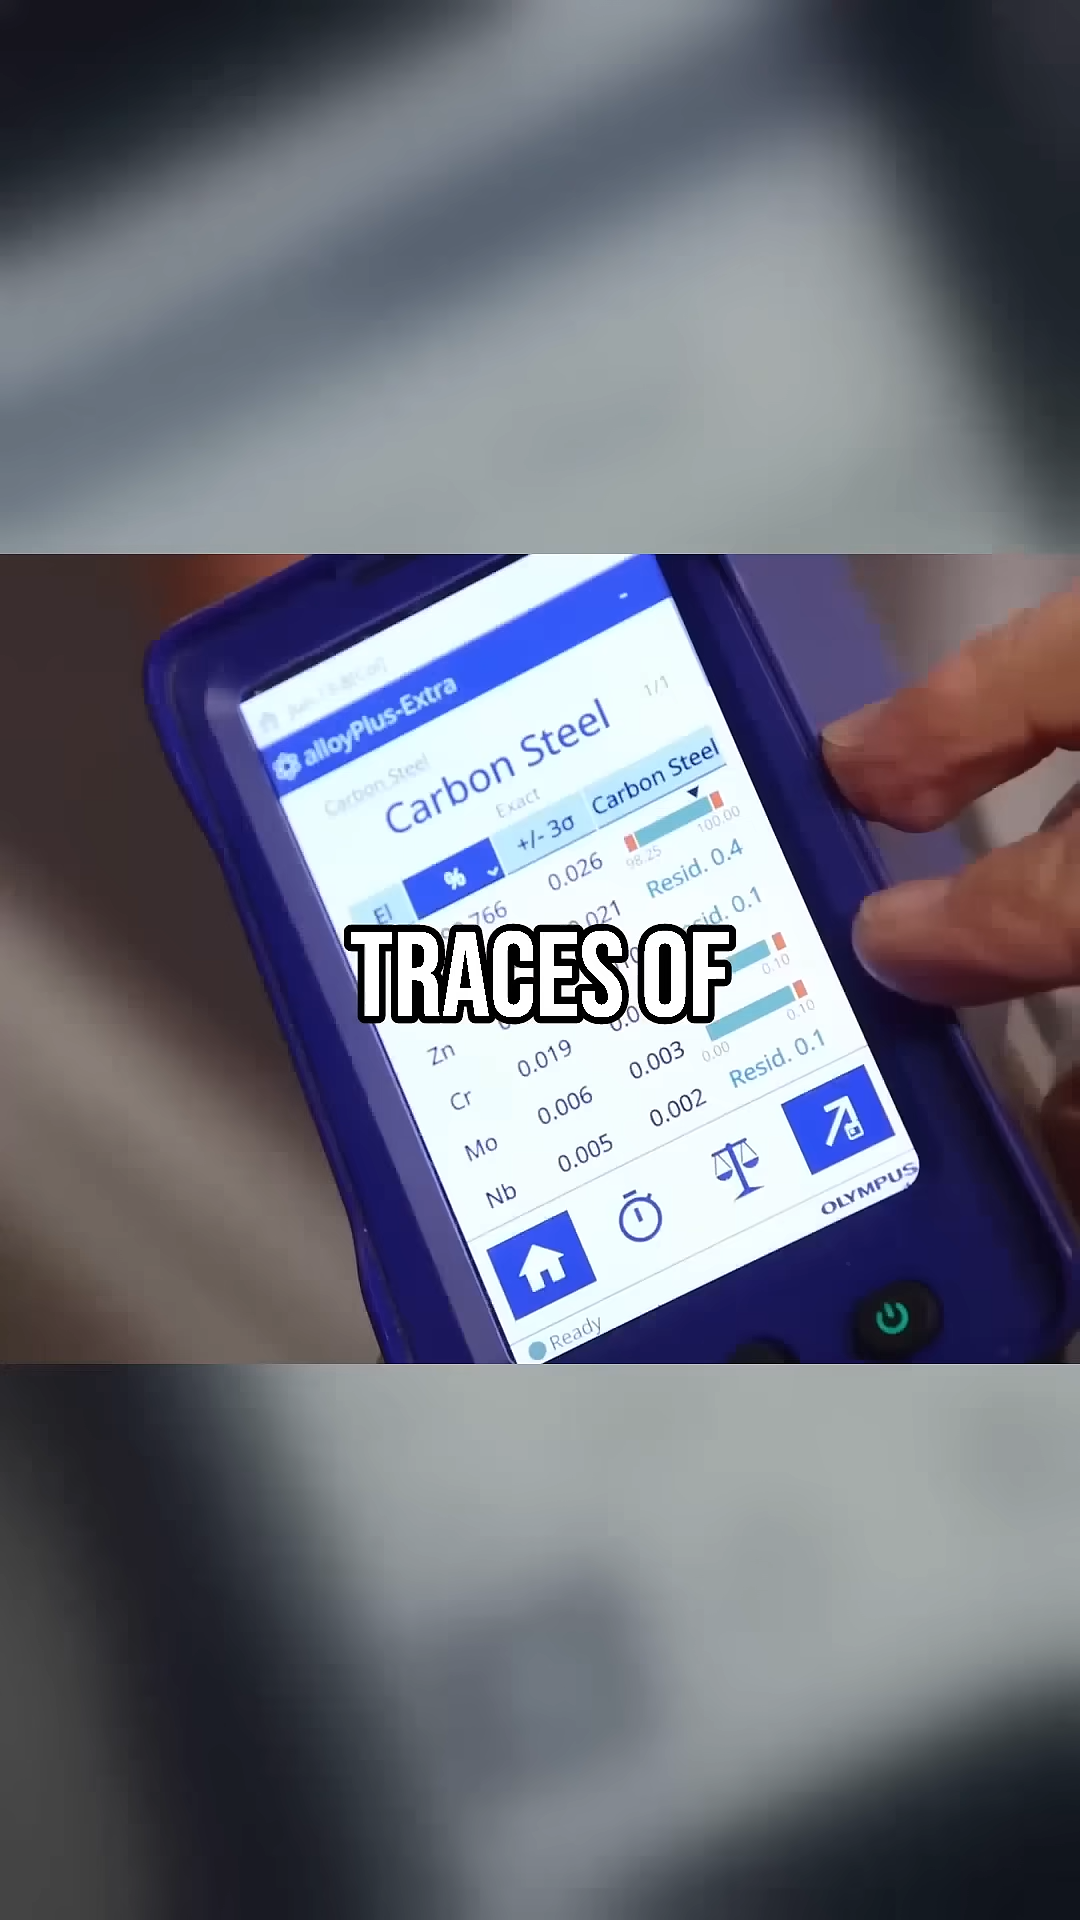 alloyPlus-Extra
1/1
Carbon Steel
Carbon Steel
Exact
El % +/- 3σ Carbon Steel
0.026
98.25 100.00
Resid. 0.4
TRACES OF
0.10
Zn
Cr 0.019
0.00 0.10
Mo 0.006 0.003 Resid. 0.1
Nb 0.005 0.002
OLYMPUS
Ready